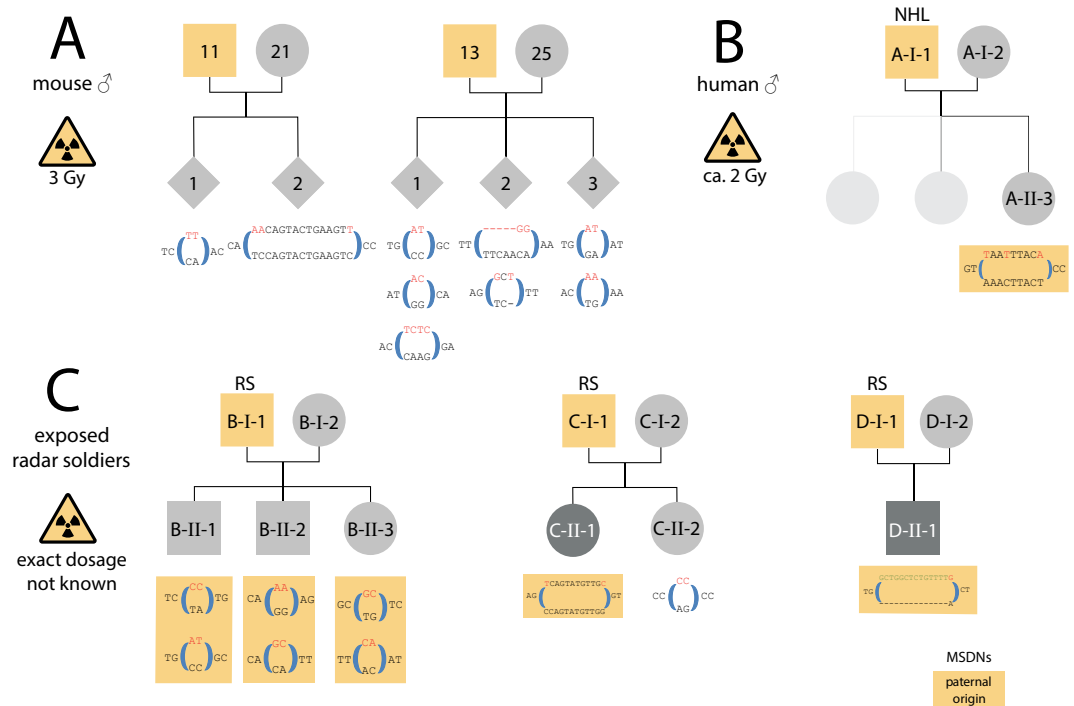 A
mouse ♂
3 Gy
11
21
1
2
TT
TC ( ) AC
CA
AACAGTACTGAAGTT
CA ( ) CC
TCCAGTACTGAAGTC
13
25
1
2
3
AT
TG ( ) GC
CC
AC
AT ( ) CA
GG
TCTC
AC ( ) GA
CAAG
-----GG
TT ( ) AA
TTCAACA
GCT
AG ( ) TT
TC-
AT
TG ( ) AT
GA
AA
AC ( ) AA
TG
B
human ♂
ca. 2 Gy
NHL
A-I-1
A-I-2
A-II-3
TAATTTACA
GT ( ) CC
AAACTTACT
C
exposed
radar soldiers
exact dosage
not known
RS
B-I-1
B-I-2
B-II-1
B-II-2
B-II-3
CC
TC ( ) TG
TA
AT
TG ( ) GC
CC
AA
CA ( ) AG
GG
GC
CA ( ) TT
CA
GC
GC ( ) TC
TG
CA
TT ( ) AT
AC
RS
C-I-1
C-I-2
C-II-1
C-II-2
TCAGTATGTTGC
AG ( ) GT
CCAGTATGTTGG
CC
CC ( ) CC
AG
RS
D-I-1
D-I-2
D-II-1
GCTGGCTCTGTTTTG
TG ( ) CT
--------------A
MSDNs
paternal
origin